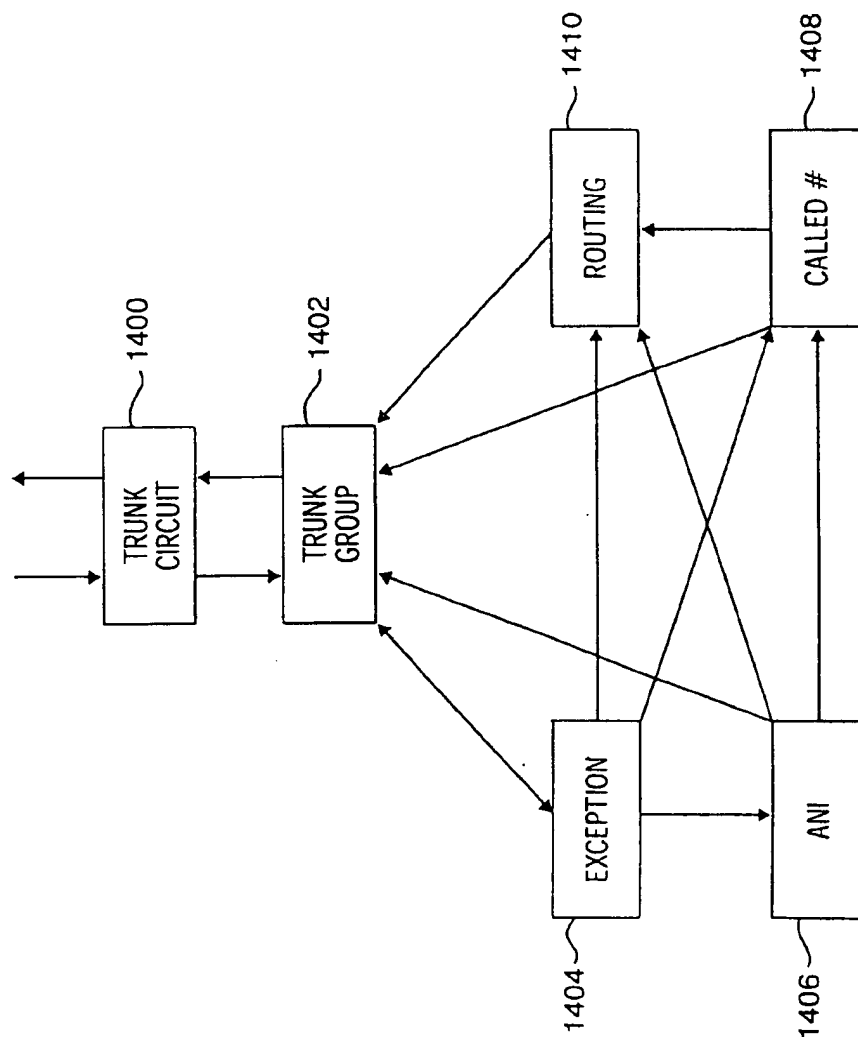 1400
TRUNK
CIRCUIT
1402
TRUNK
GROUP
1404
EXCEPTION
1410
ROUTING
1406
ANI
1408
CALLED #